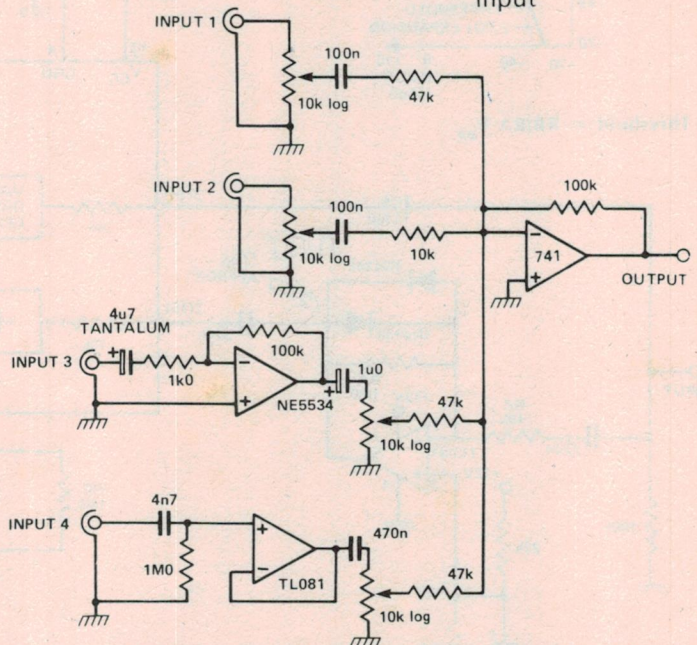 Input
INPUT 1
100n
10k log
47k
INPUT 2
100n
10k log
10k
100k
741
OUTPUT
4u7
TANTALUM
INPUT 3
1k0
100k
NE5534
1u0
47k
10k log
4n7
INPUT 4
1M0
TL081
470n
47k
10k log